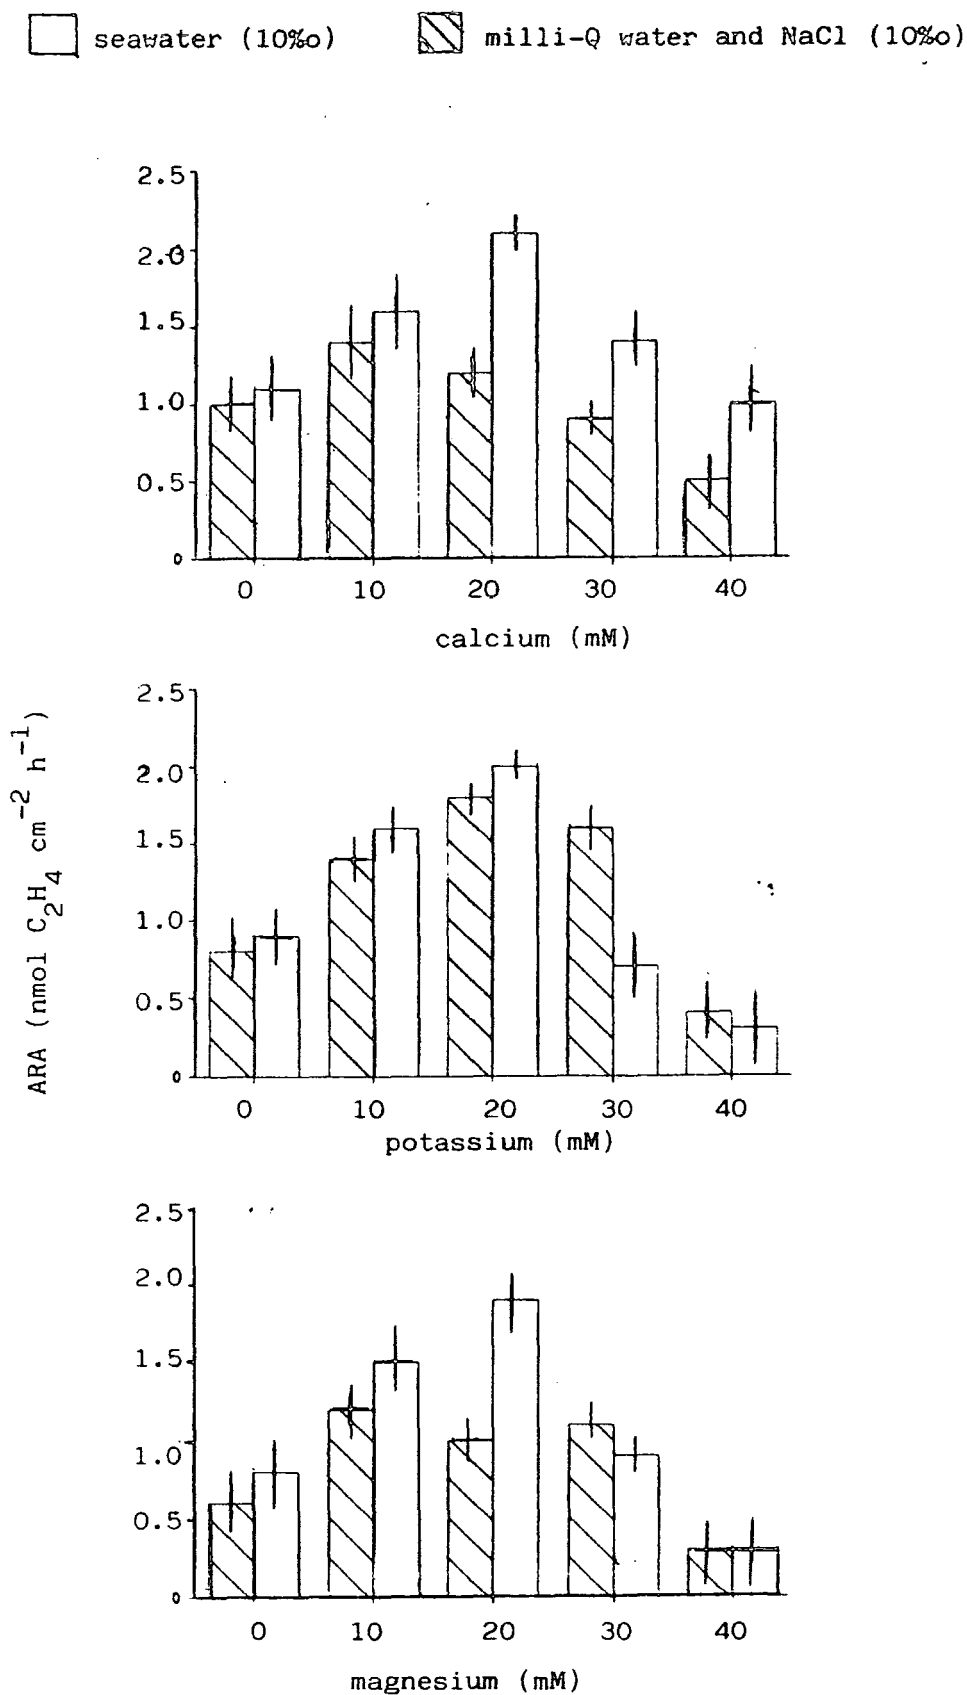 seawater (10‰) milli-Q water and NaCl (10‰)
2.5
2.0
1.5
1.0
0.5
0
0 10 20 30 40
calcium (mM)
ARA (nmol C₂H₄ cm⁻² h⁻¹)
2.5
2.0
1.5
1.0
0.5
0
0 10 20 30 40
potassium (mM)
2.5
2.0
1.5
1.0
0.5
0
0 10 20 30 40
magnesium (mM)